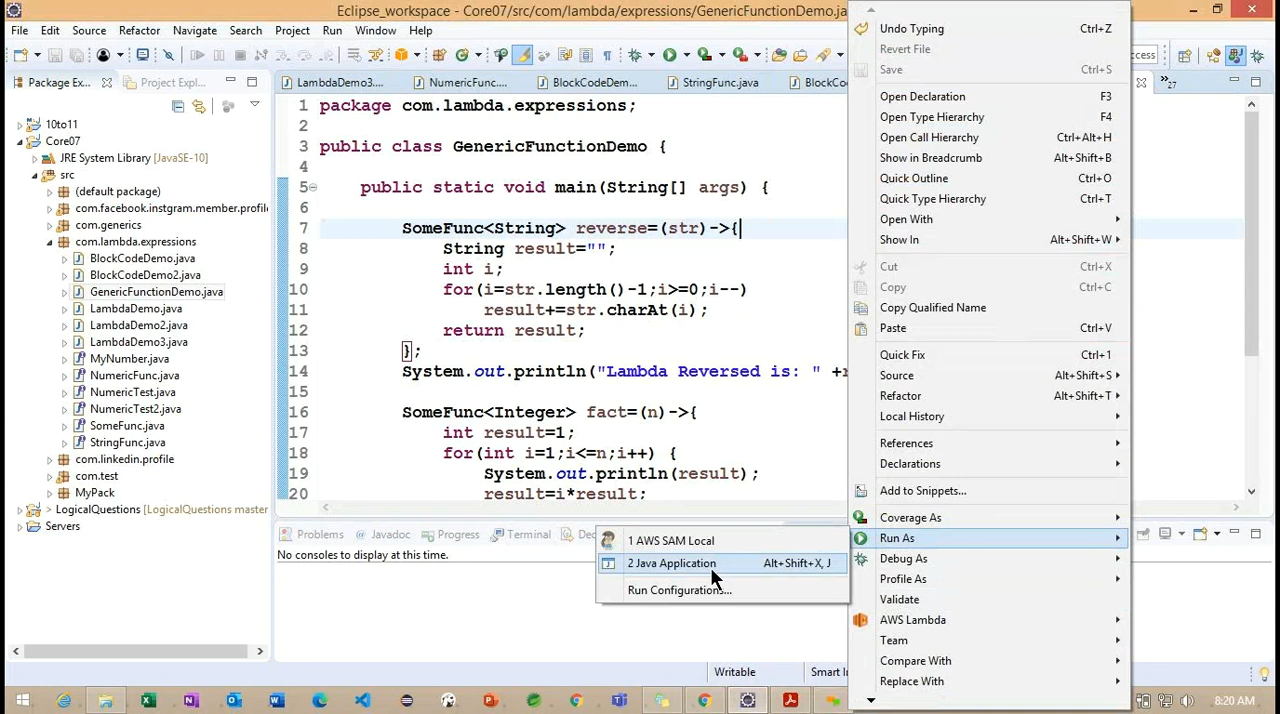 Eclipse_workspace - Core07/src/com/lambda/expressions/GenericFunctionDemo.ja
File Edit Source Refactor Navigate Search Project Run Window Help
Package Ex...
Project Expl...
LambdaDemo3...
NumericFunc...
BlockCodeDem...
StringFunc.java
BlockCo
27
10to11
Core07
JRE System Library [JavaSE-10]
src
(default package)
com.facebook.instgram.member.profil
com.generics
com.lambda.expressions
BlockCodeDemo.java
BlockCodeDemo2.java
GenericFunctionDemo.java
LambdaDemo.java
LambdaDemo2.java
LambdaDemo3.java
MyNumber.java
NumericFunc.java
NumericTest.java
NumericTest2.java
SomeFunc.java
StringFunc.java
com.linkedin.profile
com.test
MyPack
> LogicalQuestions [LogicalQuestions master
Servers
1 package com.lambda.expressions;
2
3 public class GenericFunctionDemo {
4
5 public static void main(String[] args) {
6
7 SomeFunc<String> reverse=(str)->{
8 String result="";
9 int i;
10 for(i=str.length()-1;i>=0;i--)
11 result+=str.charAt(i);
12 return result;
13 };
14 System.out.println("Lambda Reversed is: " +r
15
16 SomeFunc<Integer> fact=(n)->{
17 int result=1;
18 for(int i=1;i<=n;i++) {
19 System.out.println(result);
20 result=i*result;
Problems
Javadoc
Progress
Terminal
Dec
No consoles to display at this time.
1 AWS SAM Local
2 Java Application Alt+Shift+X, J
Run Configurations...
Undo Typing Ctrl+Z
Revert File
Save Ctrl+S
Open Declaration F3
Open Type Hierarchy F4
Open Call Hierarchy Ctrl+Alt+H
Show in Breadcrumb Alt+Shift+B
Quick Outline Ctrl+O
Quick Type Hierarchy Ctrl+T
Open With
Show In Alt+Shift+W
Cut Ctrl+X
Copy Ctrl+C
Copy Qualified Name
Paste Ctrl+V
Quick Fix Ctrl+1
Source Alt+Shift+S
Refactor Alt+Shift+T
Local History
References
Declarations
Add to Snippets...
Coverage As
Run As
Debug As
Profile As
Validate
AWS Lambda
Team
Compare With
Replace With
cess
Writable
Smart In
8:20 AM